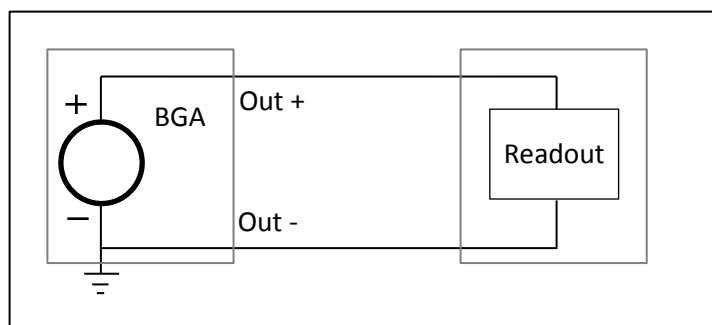 +
BGA
Out +
Readout
−
Out -